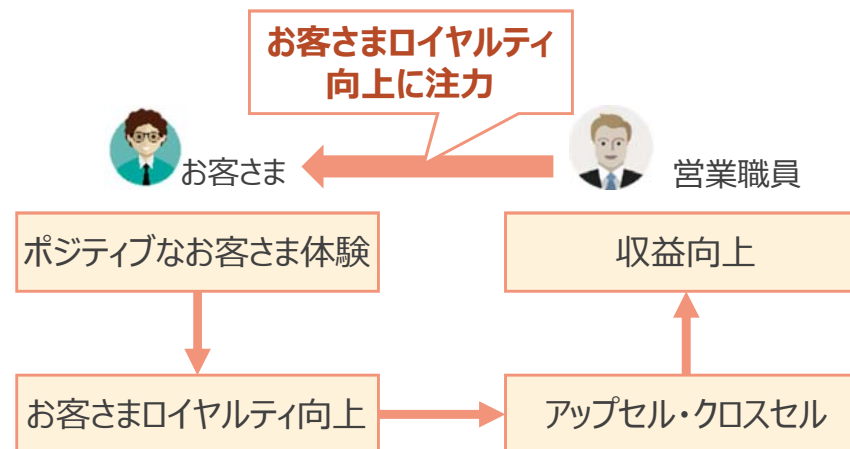 お客さまロイヤルティ
向上に注力
お客さま
営業職員
ポジティブなお客さま体験
収益向上
お客さまロイヤルティ向上
アップセル・クロスセル